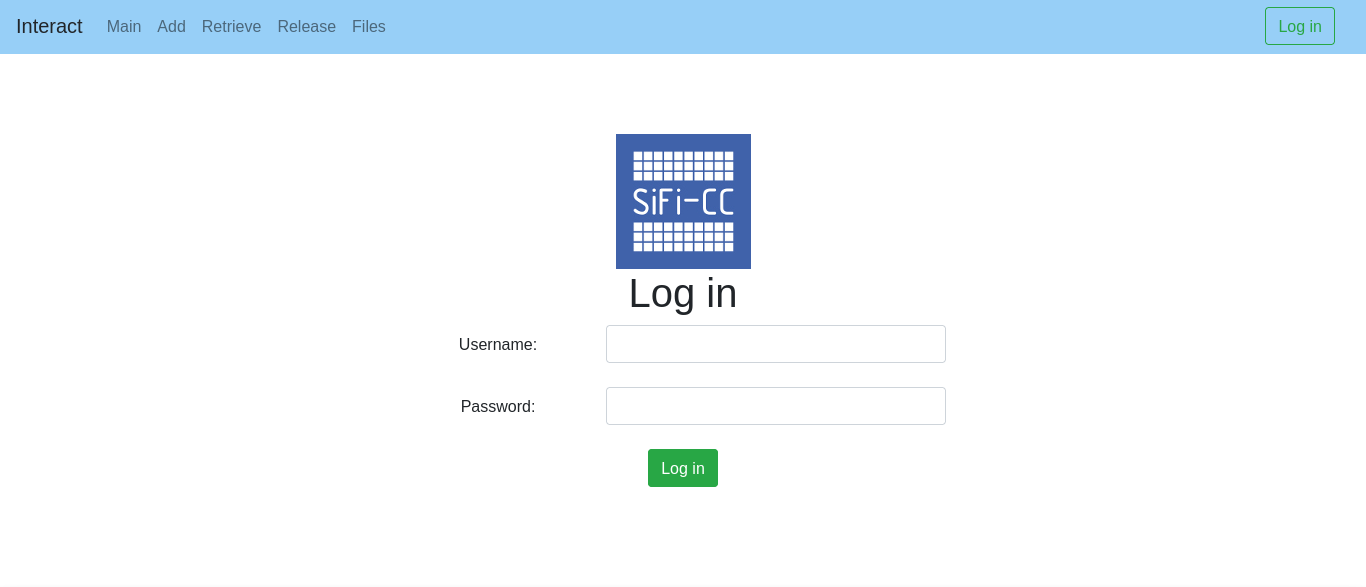 Interact Main Add Retrieve Release Files Log in
SiFi-CC
Log in
Username:
Password:
Log in